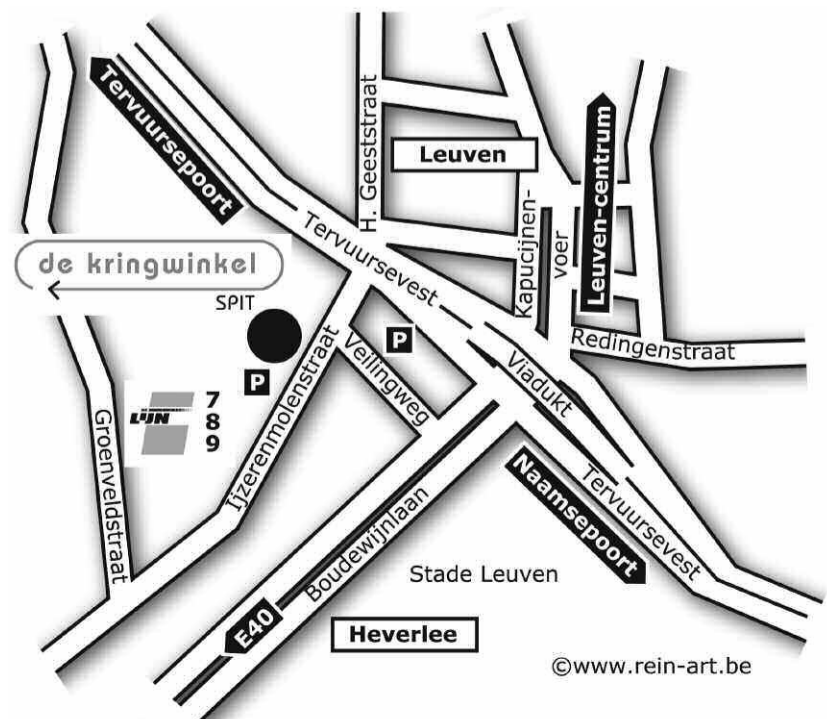 Tervuursepoort
H. Geeststraat
Leuven
Leuven-centrum
Kapucijnen-
voer
Tervuursevest
de kringwinkel
SPIT
P
P
Redingenstraat
Viadukt
Veilingweg
Ijzerenmolenstraat
LIJN
7
8
9
Groenveldstraat
Boudewijnlaan
Naamsepoort
Tervuursevest
Stade Leuven
E40
Heverlee
©www.rein-art.be